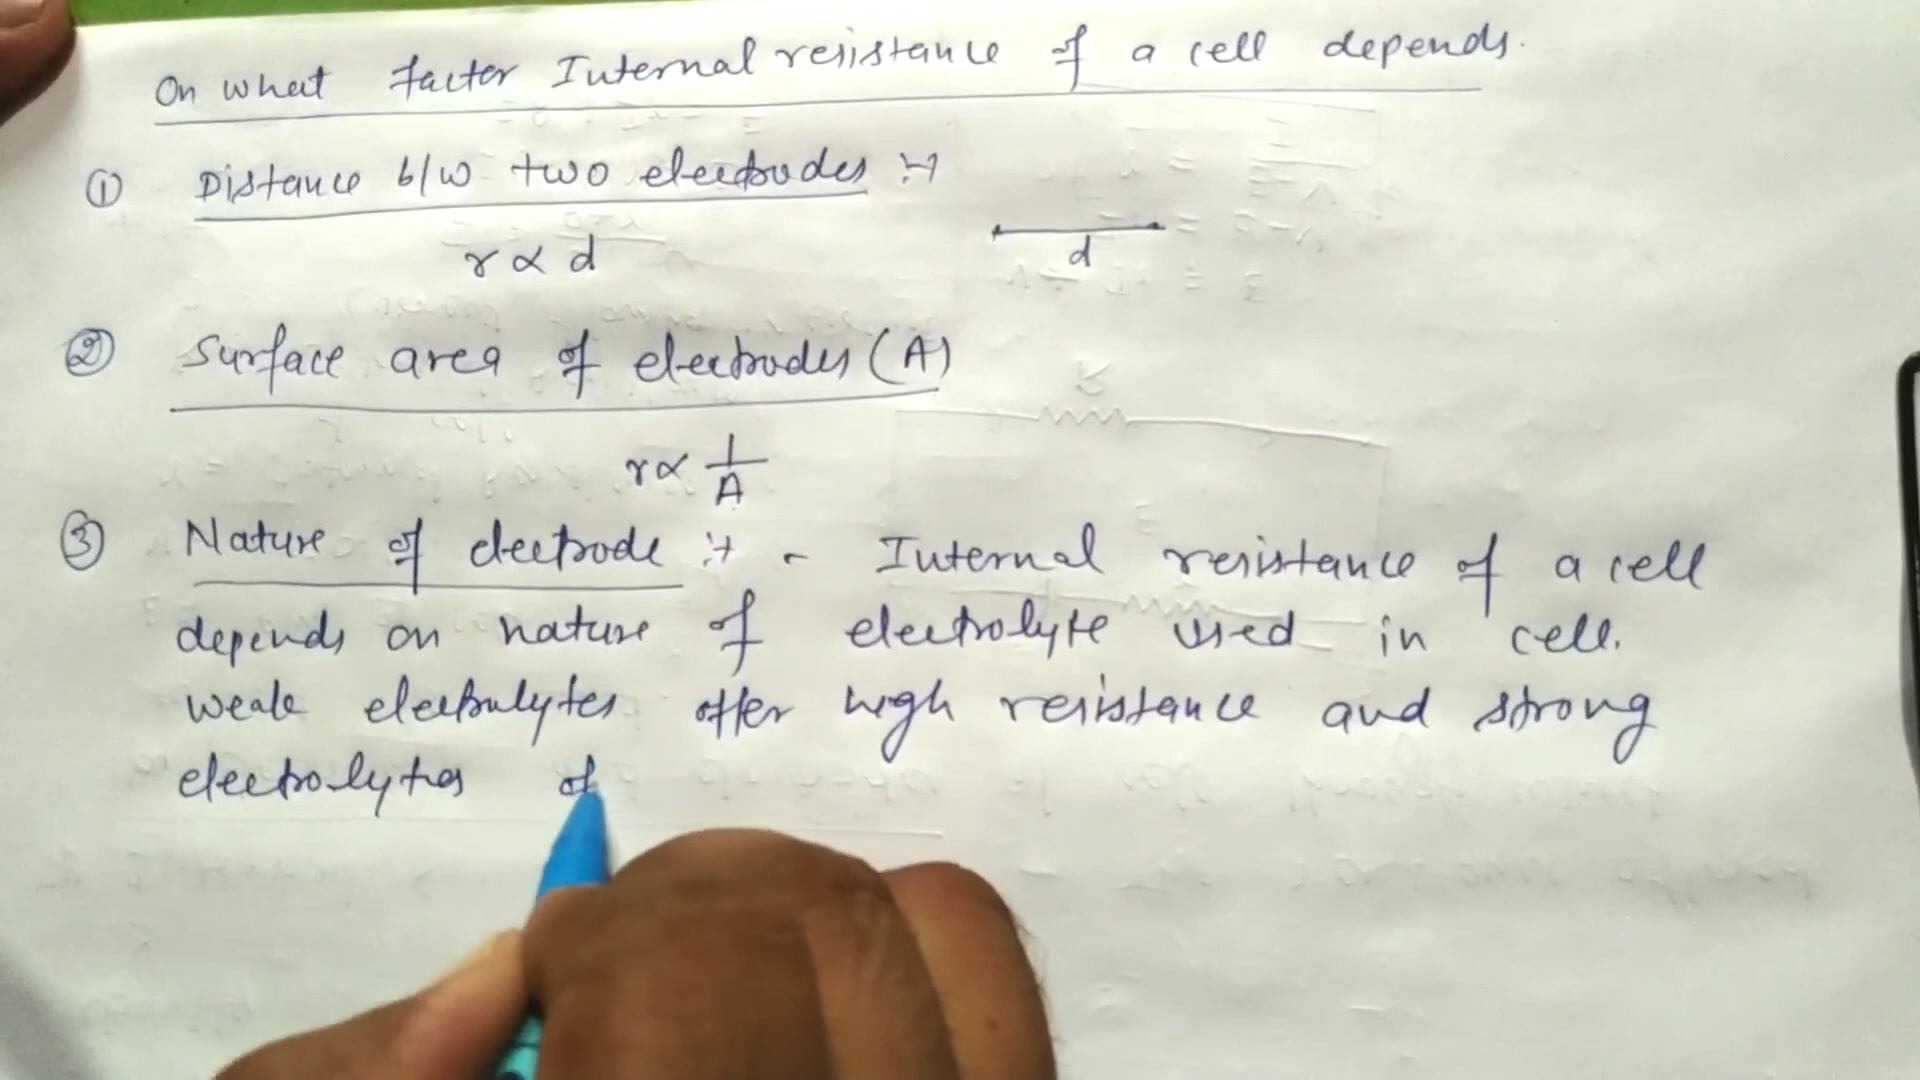 On what factor Internal resistance of a cell depends.
① Distance b/w two electrodes :-
r ∝ d
d
② Surface area of electrodes (A)
r ∝ 1/A
③ Nature of electrode :- - Internal resistance of a cell
depends on nature of electrolyte used in cell.
weak electrolytes offer high resistance and strong
electrolytes of